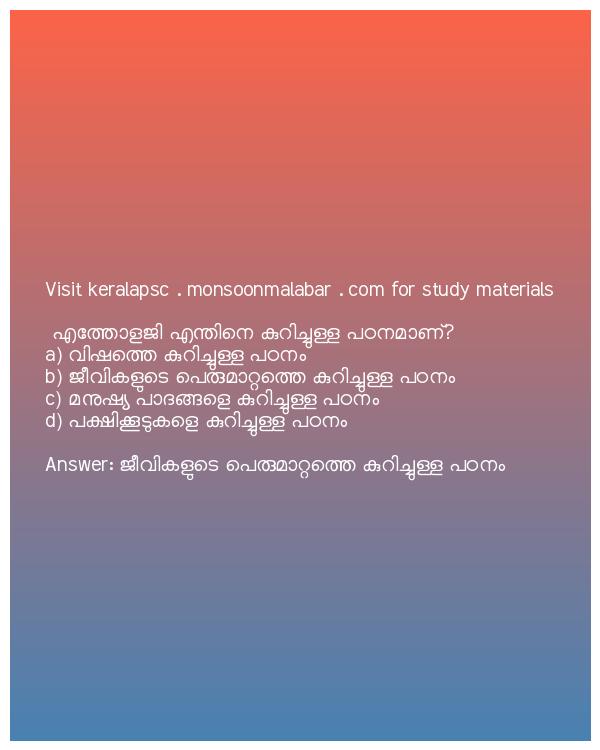 Visit keralapsc . monsoonmalabar . com for study materials
എത്തോളജി എന്തിനെ കുറിച്ചുള്ള പഠനമാണ്?
a) വിഷത്തെ കുറിച്ചുള്ള പഠനം
b) ജീവികളുടെ പെരുമാറ്റത്തെ കുറിച്ചുള്ള പഠനം
c) മനുഷ്യ പാദങ്ങളെ കുറിച്ചുള്ള പഠനം
d) പക്ഷിക്കൂടുകളെ കുറിച്ചുള്ള പഠനം
Answer: ജീവികളുടെ പെരുമാറ്റത്തെ കുറിച്ചുള്ള പഠനം